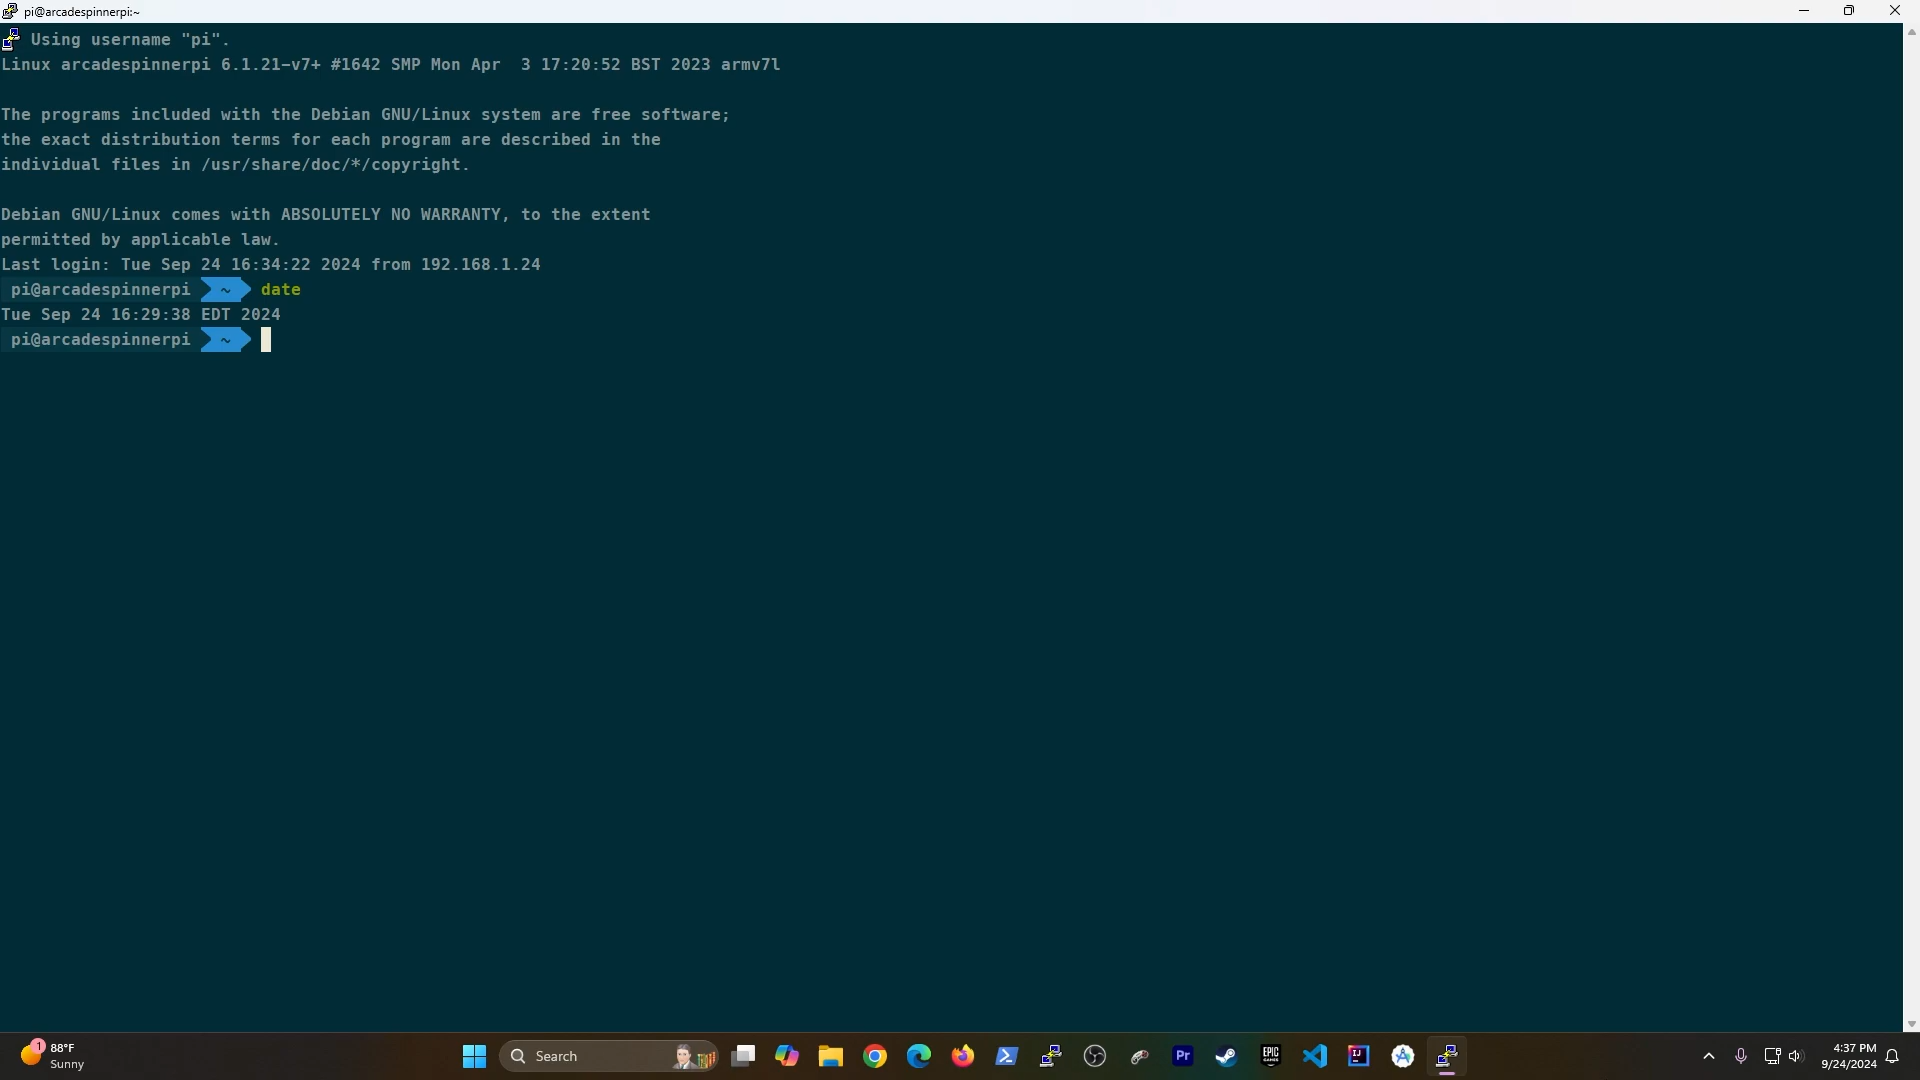 pi@arcadespinnerpi:~
Using username "pi".
Linux arcadespinnerpi 6.1.21-v7+ #1642 SMP Mon Apr  3 17:20:52 BST 2023 armv7l
The programs included with the Debian GNU/Linux system are free software;
the exact distribution terms for each program are described in the
individual files in /usr/share/doc/*/copyright.
Debian GNU/Linux comes with ABSOLUTELY NO WARRANTY, to the extent
permitted by applicable law.
Last login: Tue Sep 24 16:34:22 2024 from 192.168.1.24
pi@arcadespinnerpi ~ date
Tue Sep 24 16:29:38 EDT 2024
pi@arcadespinnerpi ~
1
88°F
Sunny
Search
Pr
EPIC
GAMES
IJ
4:37 PM
9/24/2024